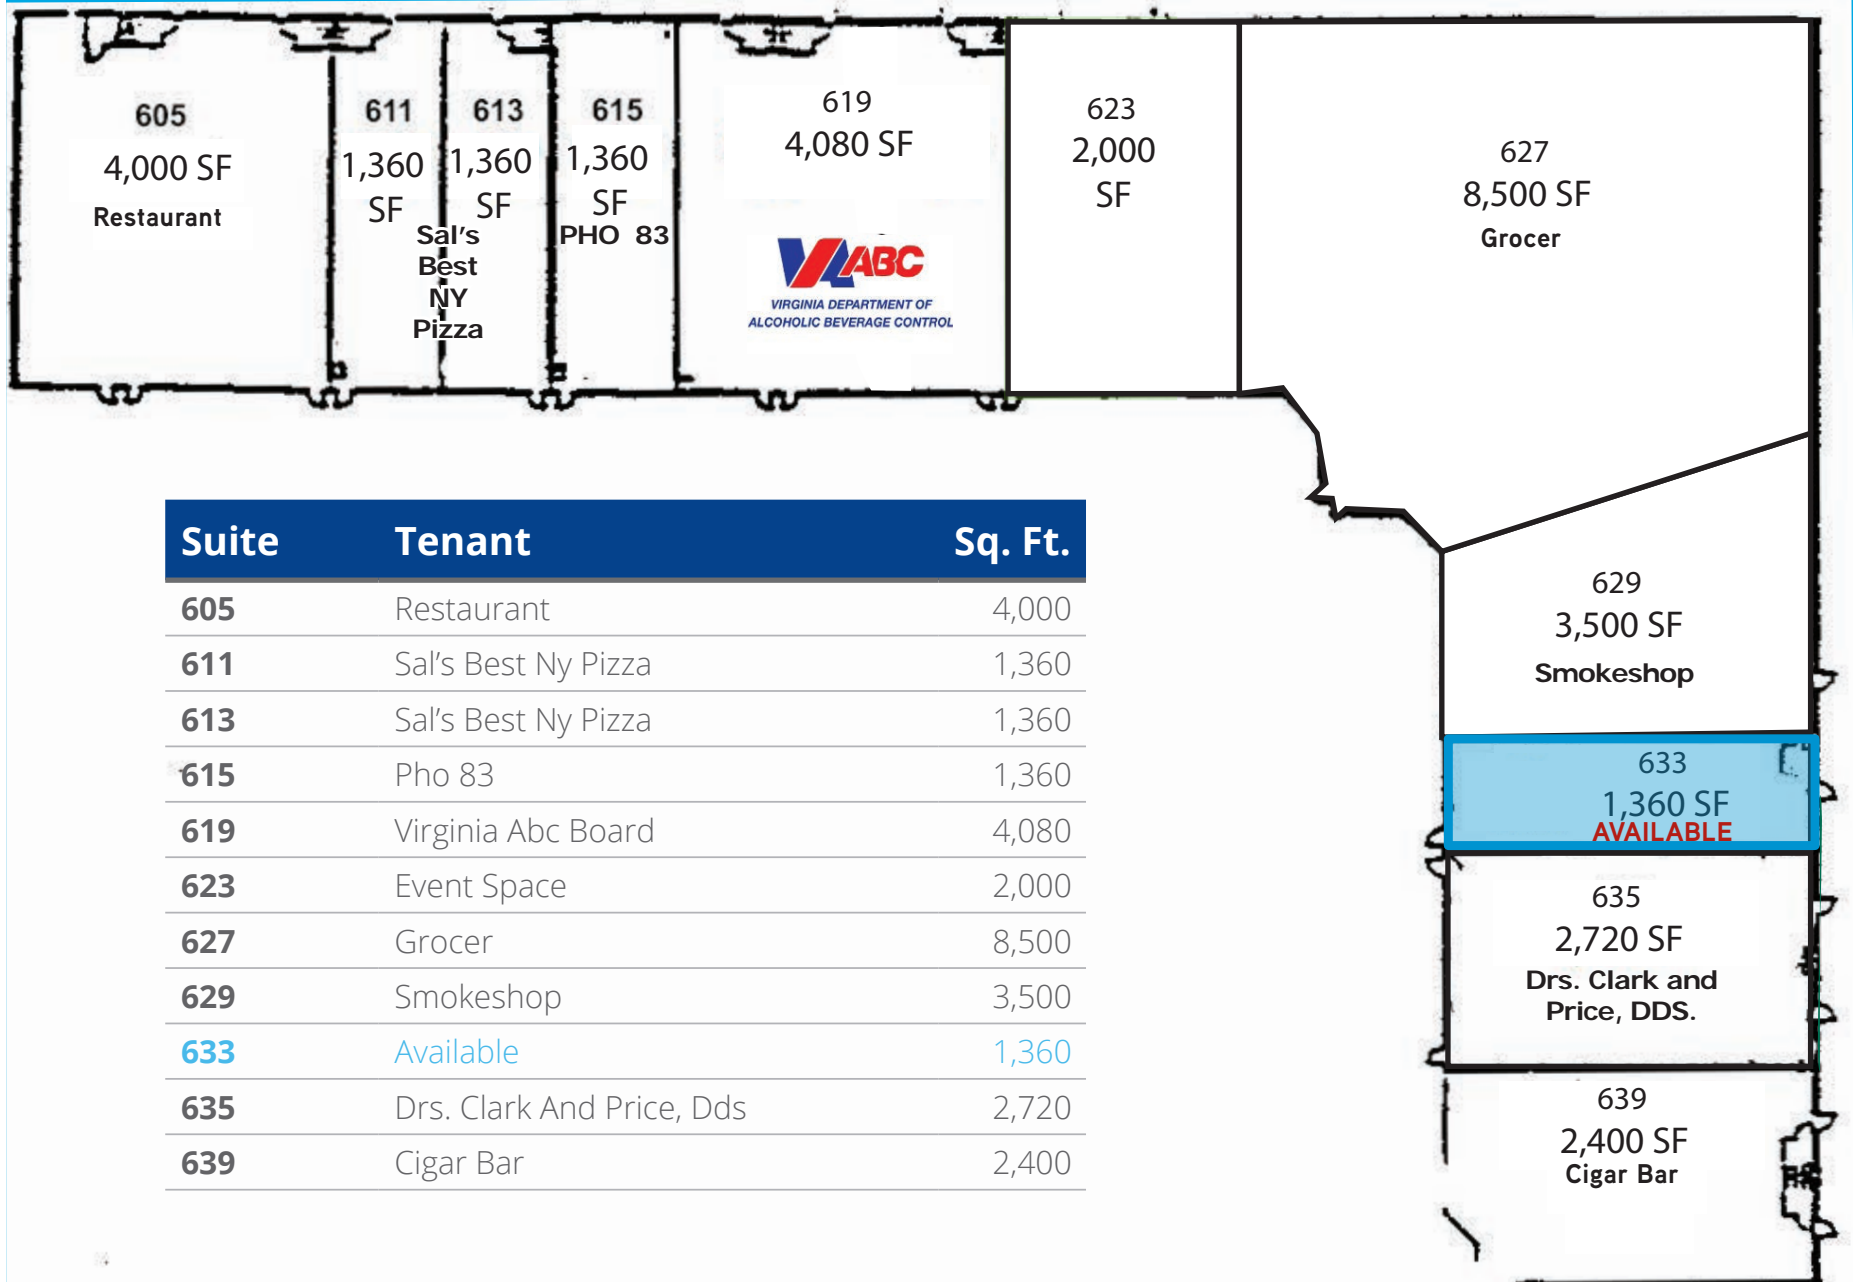 605
4,000 SF
Restaurant
611
1,360
SF
613
1,360
SF
Sal's
Best
NY
Pizza
615
1,360
SF
PHO 83
619
4,080 SF
VA ABC
VIRGINIA DEPARTMENT OF
ALCOHOLIC BEVERAGE CONTROL
623
2,000
SF
627
8,500 SF
Grocer
629
3,500 SF
Smokeshop
633
1,360 SF
AVAILABLE
635
2,720 SF
Drs. Clark and
Price, DDS.
639
2,400 SF
Cigar Bar
Suite Tenant Sq. Ft.
605 Restaurant 4,000
611 Sal's Best Ny Pizza 1,360
613 Sal's Best Ny Pizza 1,360
615 Pho 83 1,360
619 Virginia Abc Board 4,080
623 Event Space 2,000
627 Grocer 8,500
629 Smokeshop 3,500
633 Available 1,360
635 Drs. Clark And Price, Dds 2,720
639 Cigar Bar 2,400